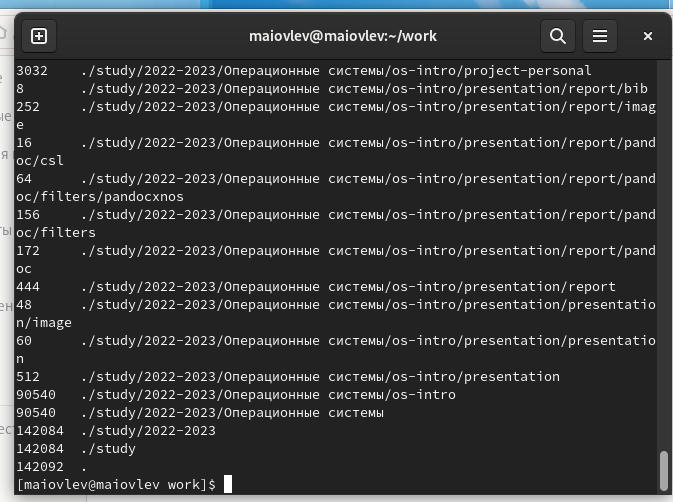 maiovlev@maiovlev:~/work
3032    ./study/2022-2023/Операционные системы/os-intro/project-personal
8       ./study/2022-2023/Операционные системы/os-intro/presentation/report/bib
252     ./study/2022-2023/Операционные системы/os-intro/presentation/report/imag
e
16      ./study/2022-2023/Операционные системы/os-intro/presentation/report/pand
oc/csl
64      ./study/2022-2023/Операционные системы/os-intro/presentation/report/pand
oc/filters/pandocxnos
156     ./study/2022-2023/Операционные системы/os-intro/presentation/report/pand
oc/filters
172     ./study/2022-2023/Операционные системы/os-intro/presentation/report/pand
oc
444     ./study/2022-2023/Операционные системы/os-intro/presentation/report
48      ./study/2022-2023/Операционные системы/os-intro/presentation/presentatio
n/image
60      ./study/2022-2023/Операционные системы/os-intro/presentation/presentatio
n
512     ./study/2022-2023/Операционные системы/os-intro/presentation
90540   ./study/2022-2023/Операционные системы/os-intro
90540   ./study/2022-2023/Операционные системы
142084  ./study/2022-2023
142084  ./study
142092  .
[maiovlev@maiovlev work]$